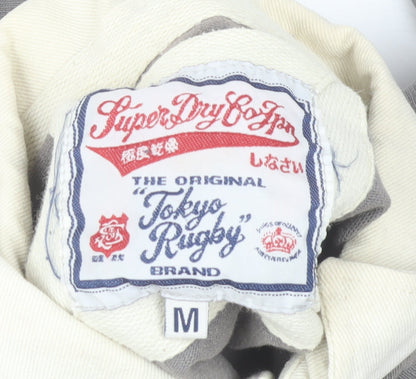 Super Dry Co Jpn
極度乾燥 しなさい
THE ORIGINAL
"Tokyo
Rugby"
BRAND
M